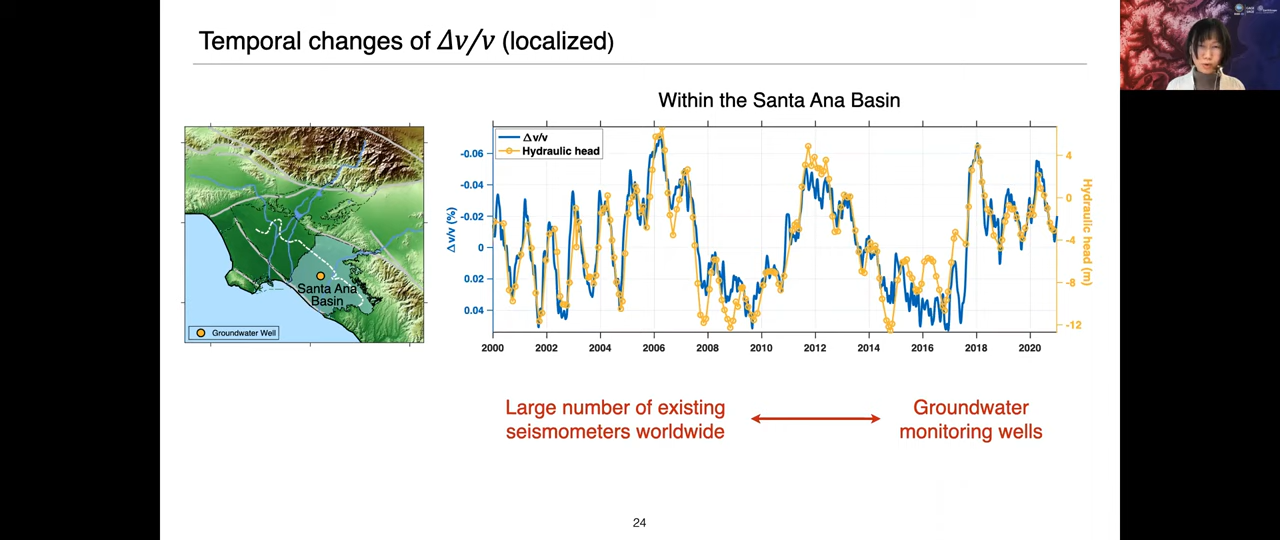 Temporal changes of Δv/v (localized)
Within the Santa Ana Basin
Santa Ana
Basin
Groundwater Well
Δv/v
Hydraulic head
-0.06
-0.04
-0.02
0
0.02
0.04
Δv/v (%)
4
0
-4
-8
-12
Hydraulic head (m)
2000
2002
2004
2006
2008
2010
2012
2014
2016
2018
2020
Large number of existing
seismometers worldwide
Groundwater
monitoring wells
24